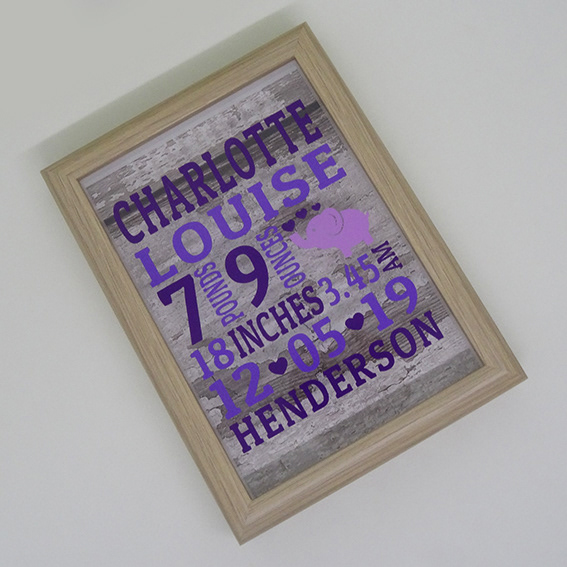 CHARLOTTE
LOUISE
7 POUNDS 9 OUNCES
18 INCHES 3.45 AM
12 05 19
HENDERSON